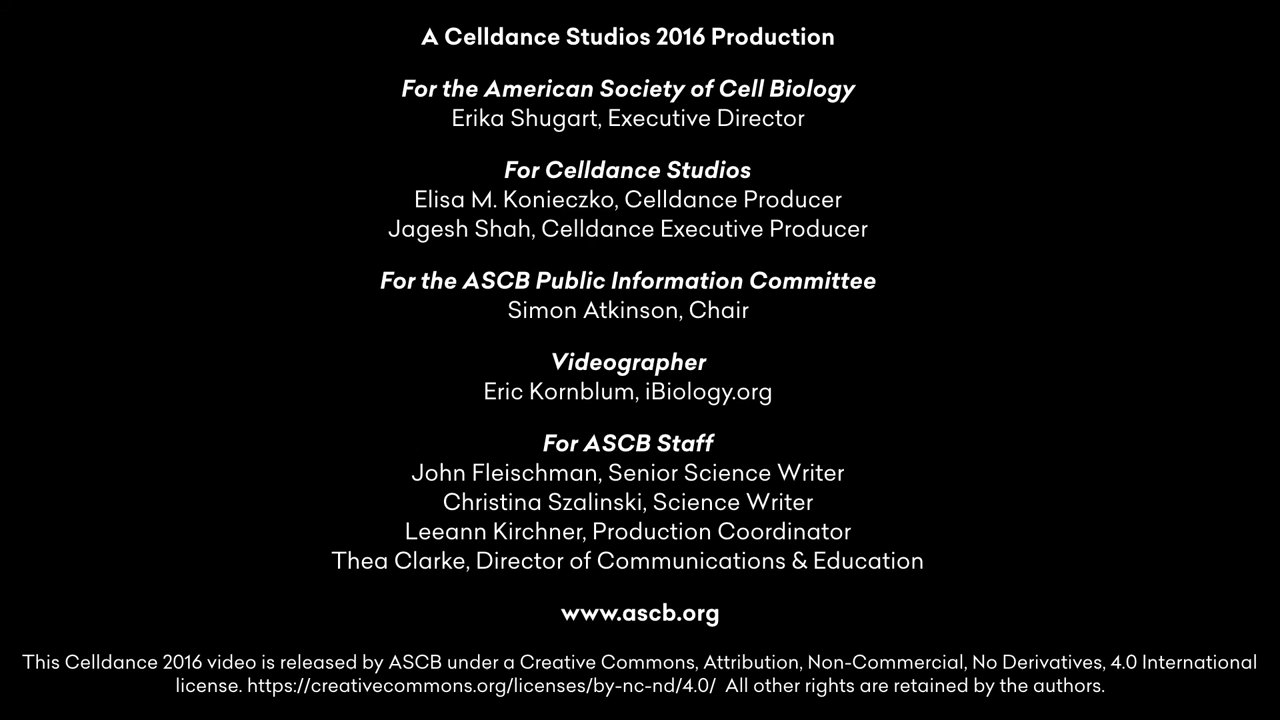 A Celldance Studios 2016 Production
For the American Society of Cell Biology
Erika Shugart, Executive Director
For Celldance Studios
Elisa M. Konieczko, Celldance Producer
Jagesh Shah, Celldance Executive Producer
For the ASCB Public Information Committee
Simon Atkinson, Chair
Videographer
Eric Kornblum, iBiology.org
For ASCB Staff
John Fleischman, Senior Science Writer
Christina Szalinski, Science Writer
Leeann Kirchner, Production Coordinator
Thea Clarke, Director of Communications & Education
www.ascb.org
This Celldance 2016 video is released by ASCB under a Creative Commons, Attribution, Non-Commercial, No Derivatives, 4.0 International
license. https://creativecommons.org/licenses/by-nc-nd/4.0/ All other rights are retained by the authors.